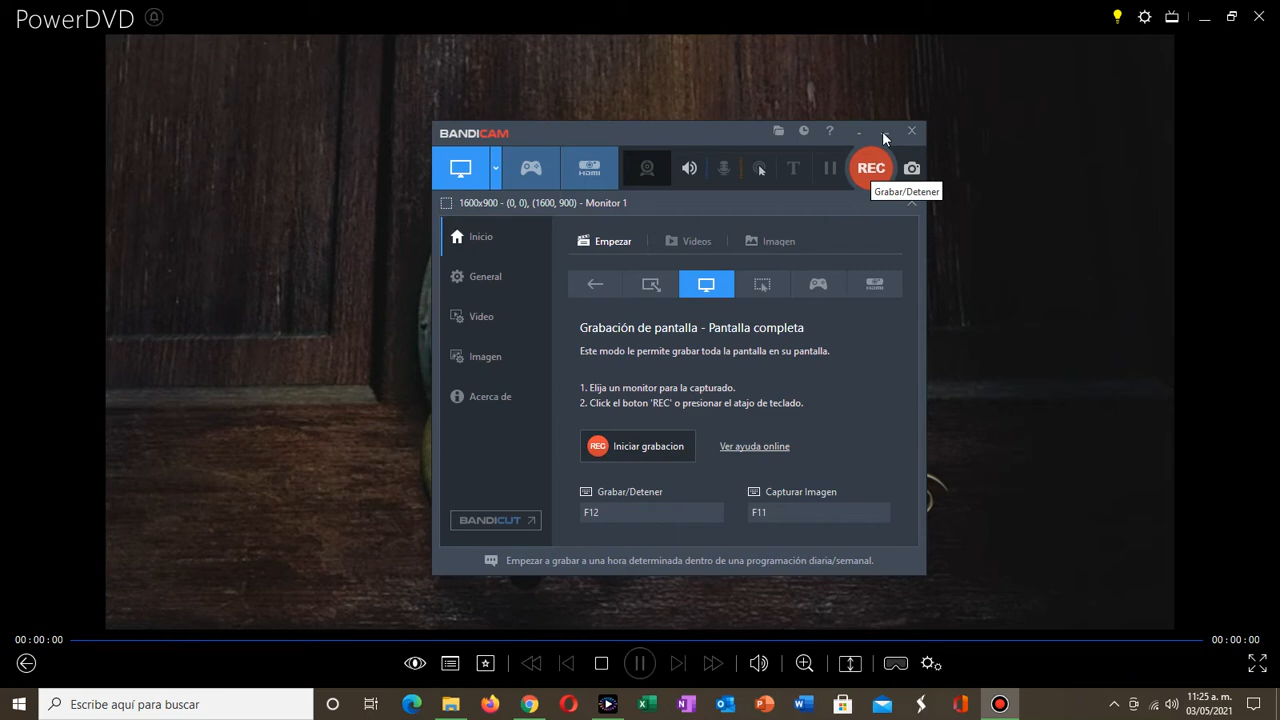 PowerDVD
BANDICAM
HDMI
T
REC
Grabar/Detener
1600x900 - (0, 0), (1600, 900) - Monitor 1
Inicio
General
Video
Imagen
Acerca de
BANDICUT
Empezar
Videos
Imagen
HDMI
Grabación de pantalla - Pantalla completa
Este modo le permite grabar toda la pantalla en su pantalla.
1. Elija un monitor para la capturado.
2. Click el boton 'REC' o presionar el atajo de teclado.
REC Iniciar grabacion
Ver ayuda online
Grabar/Detener
F12
Capturar Imagen
F11
Empezar a grabar a una hora determinada dentro de una programación diaria/semanal.
00:00:00
00:00:00
Escribe aquí para buscar
11:25 a. m.
03/05/2021